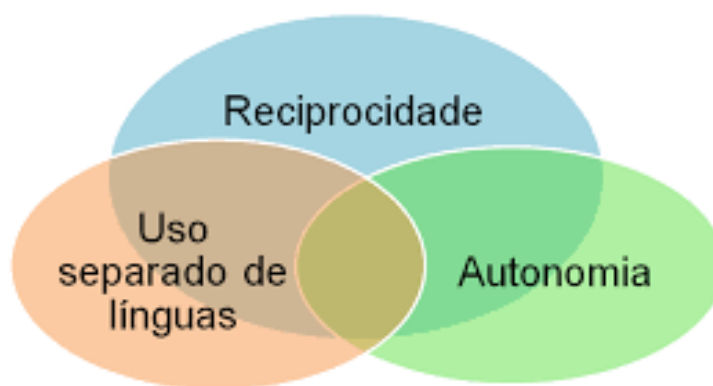 Reciprocidade
Uso
separado de
línguas
Autonomia